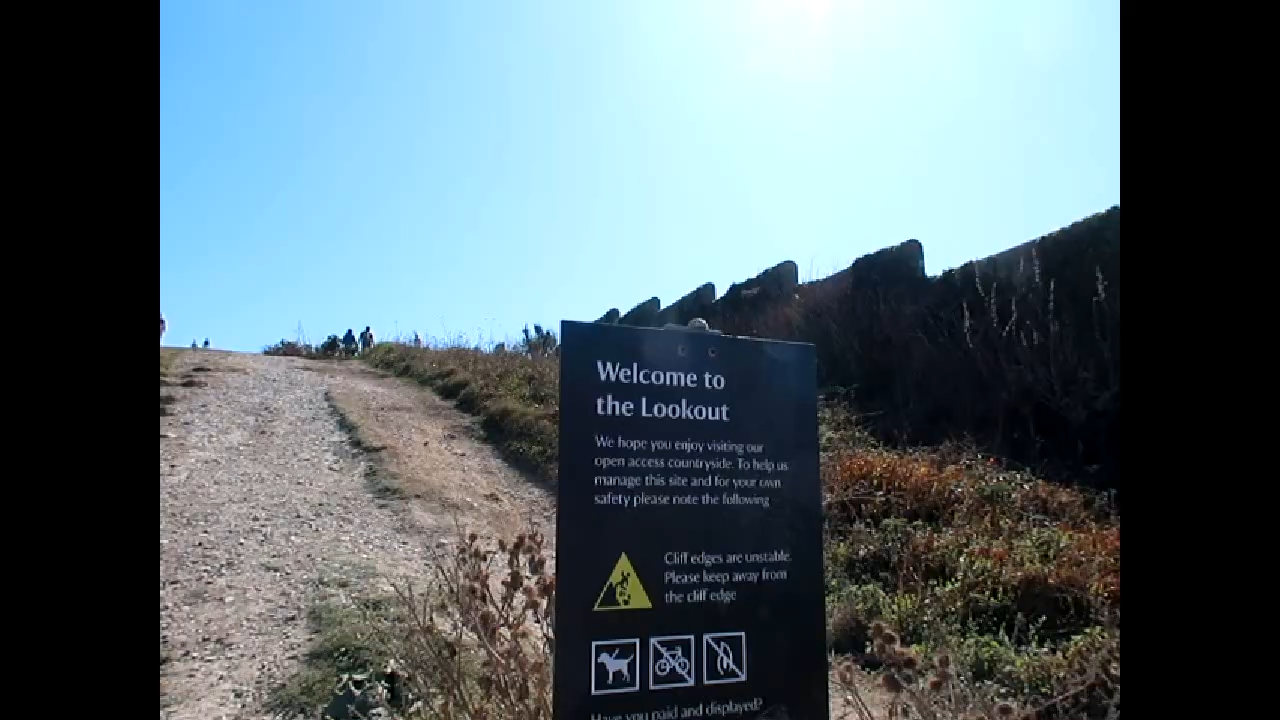 Welcome to
the Lookout
We hope you enjoy visiting our
open access countryside. To help us
manage this site and for your own
safety please note the following
Cliff edges are unstable.
Please keep away from
the cliff edge
Have you paid and displayed?